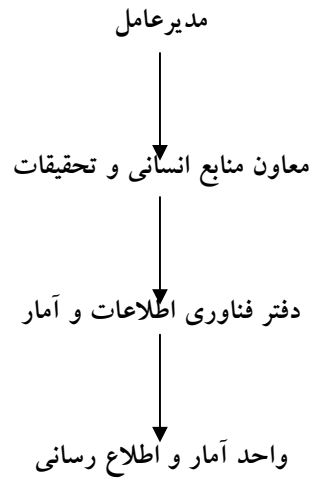 مدیرعامل
معاون منابع انسانی و تحقیقات
دفتر فناوری اطلاعات و آمار
واحد آمار و اطلاع رسانی